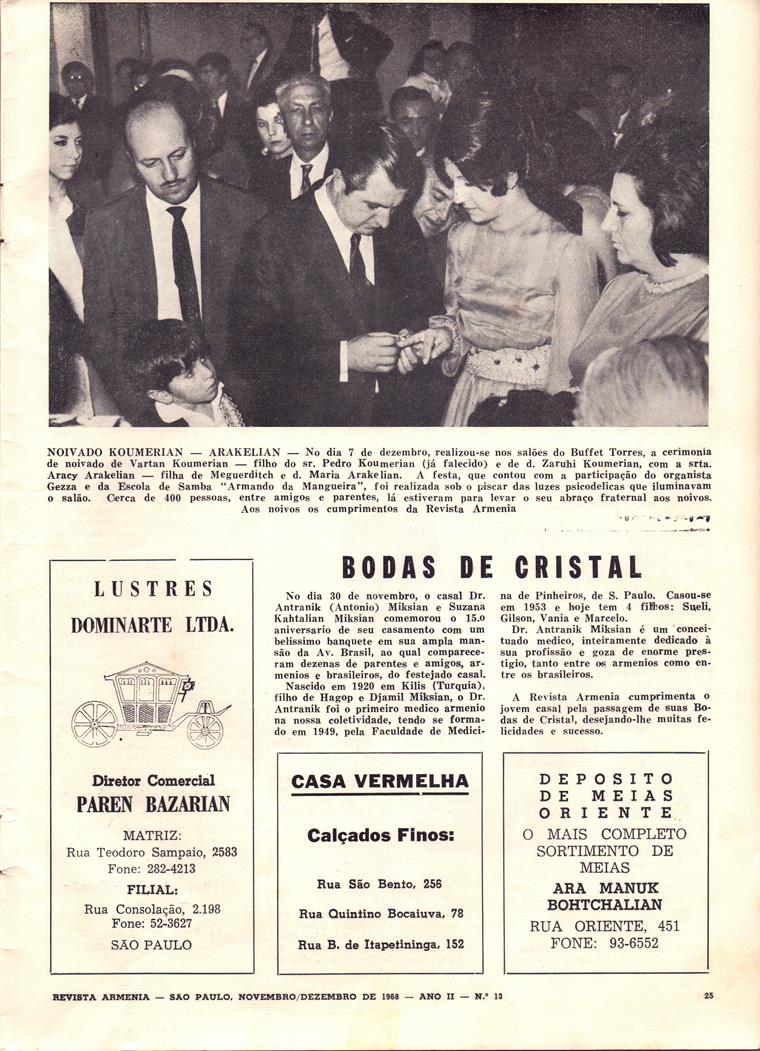 NOIVADO KOUMERIAN — ARAKELIAN — No dia 7 de dezembro, realizou-se nos salões do Buffet Torres, a cerimonia
de noivado de Vartan Koumerian — filho do sr. Pedro Koumerian (já falecido) e de d. Zaruhi Koumerian, com a srta.
Aracy Arakelian — filha de Meguerditch e d. Maria Arakelian. A festa, que contou com a participação do organista
Gezza e da Escola de Samba "Armando da Mangueira", foi realizada sob o piscar das luzes psicodelicas que iluminavam
o salão. Cerca de 400 pessoas, entre amigos e parentes, lá estiveram para levar o seu abraço fraternal aos noivos.
Aos noivos os cumprimentos da Revista Armenia
LUSTRES
DOMINARTE LTDA.
Diretor Comercial
PAREN BAZARIAN
MATRIZ:
Rua Teodoro Sampaio, 2583
Fone: 282-4213
FILIAL:
Rua Consolação, 2.198
Fone: 52-3627
SÃO PAULO
BODAS DE CRISTAL
No dia 30 de novembro, o casal Dr.
Antranik (Antonio) Miksian e Suzana
Kahtalian Miksian comemorou o 15.o
aniversario de seu casamento com um
belissimo banquete em sua ampla man-
são da Av. Brasil, ao qual compareceram
ram dezenas de parentes e amigos, ar-
menios e brasileiros, do festejado casal.
Nascido em 1920 em Kilis (Turquia),
filho de Hagop e Djamil Miksian, o Dr.
Antranik foi o primeiro medico armenio
na nossa coletividade, tendo se forma-
do em 1949, pela Faculdade de Medici-
na de Pinheiros, de S. Paulo. Casou-se
em 1953 e hoje tem 4 filhos: Sueli,
Gilson, Vania e Marcelo.
Dr. Antranik Miksian é um concei-
tuado medico, inteiramente dedicado à
sua profissão e goza de enorme pres-
tigio, tanto entre os armenios como en-
tre os brasileiros.
A Revista Armenia cumprimenta o
jovem casal pela passagem de suas Bo-
das de Cristal, desejando-lhe muitas fe-
licidades e sucesso.
CASA VERMELHA
Calçados Finos:
Rua São Bento, 256
Rua Quintino Bocaiuva, 78
Rua B. de Itapetininga, 152
DEPOSITO
DE MEIAS
ORIENTE
O MAIS COMPLETO
SORTIMENTO DE
MEIAS
ARA MANUK
BOHTCHALIAN
RUA ORIENTE, 451
FONE: 93-6552
REVISTA ARMENIA — SÃO PAULO, NOVEMBRO/DEZEMBRO DE 1968 — ANO II — N.º 13
25